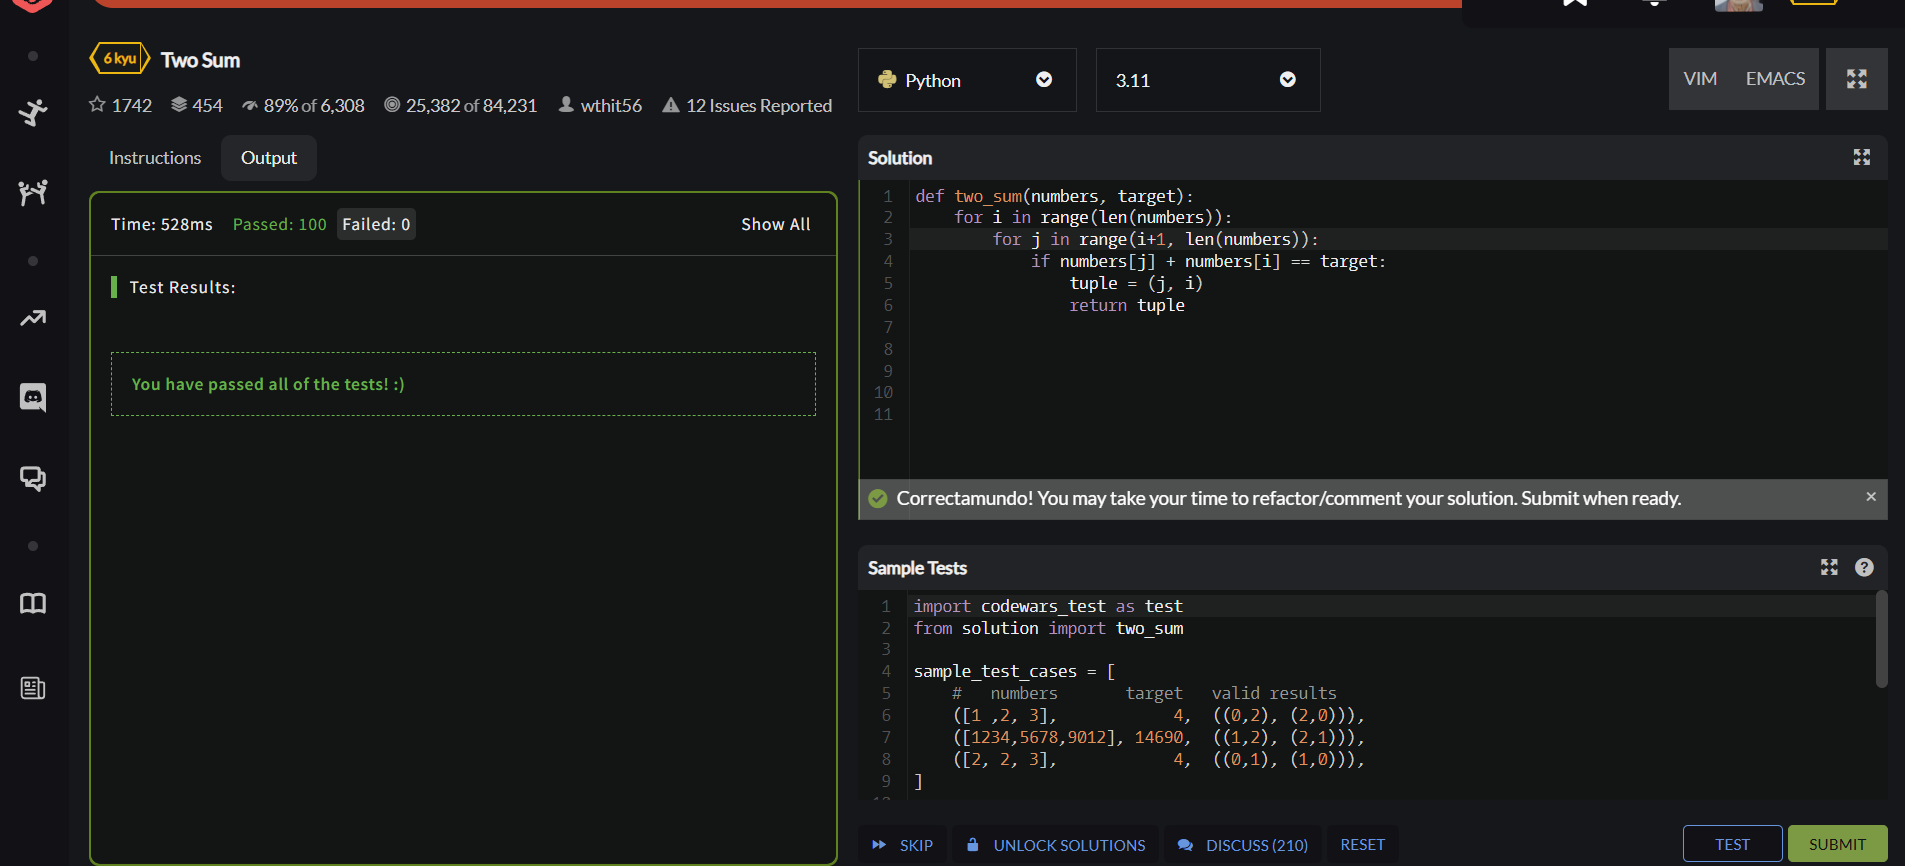 6 kyu Two Sum
1742 454 89% of 6,308 25,382 of 84,231 wthit56 12 Issues Reported
Python
3.11
VIM EMACS
Instructions Output
Time: 528ms Passed: 100 Failed: 0 Show All
Test Results:
You have passed all of the tests! :)
Solution
1 def two_sum(numbers, target):
2     for i in range(len(numbers)):
3         for j in range(i+1, len(numbers)):
4             if numbers[j] + numbers[i] == target:
5                 tuple = (j, i)
6                 return tuple
7
8
9
10
11
Correctamundo! You may take your time to refactor/comment your solution. Submit when ready. ×
Sample Tests
1 import codewars_test as test
2 from solution import two_sum
3
4 sample_test_cases = [
5     #   numbers       target   valid results
6     ([1 ,2, 3],            4,  ((0,2), (2,0))),
7     ([1234,5678,9012], 14690,  ((1,2), (2,1))),
8     ([2, 2, 3],            4,  ((0,1), (1,0))),
9 ]
SKIP UNLOCK SOLUTIONS DISCUSS (210) RESET TEST SUBMIT